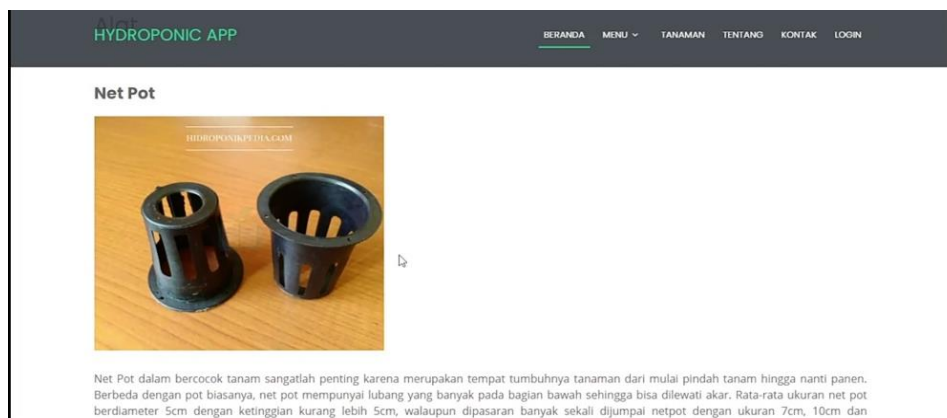 Alat
HYDROPONIC APP
BERANDA MENU TANAMAN TENTANG KONTAK LOGIN
Net Pot
HIDROPONIKPEDIA.COM
Net Pot dalam bercocok tanam sangatlah penting karena merupakan tempat tumbuhnya tanaman dari mulai pindah tanam hingga nanti panen.
Berbeda dengan pot biasanya, net pot mempunyai lubang yang banyak pada bagian bawah sehingga bisa dilewati akar. Rata-rata ukuran net pot
berdiameter 5cm dengan ketinggian kurang lebih 5cm, walaupun dipasaran banyak sekali dijumpai netpot dengan ukuran 7cm, 10cm dan